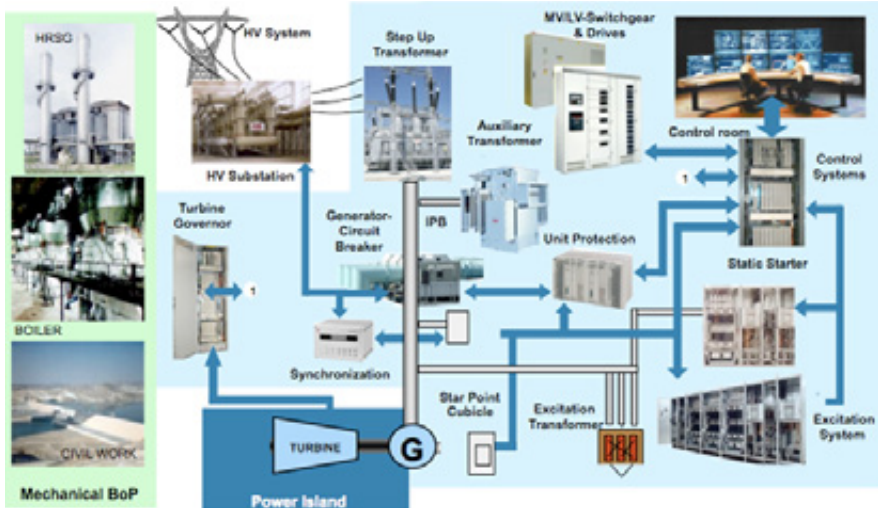 HRSG
BOILER
CIVIL WORK
Mechanical BoP
HV System
HV Substation
Step Up
Transformer
MV/LV-Switchgear
& Drives
Auxiliary
Transformer
Control room
Control
Systems
1
Turbine
Governor
1
Generator-
Circuit
Breaker
IPB
Unit Protection
Static Starter
Synchronization
Star Point
Cubicle
Excitation
Transformer
Excitation
System
TURBINE
G
Power Island